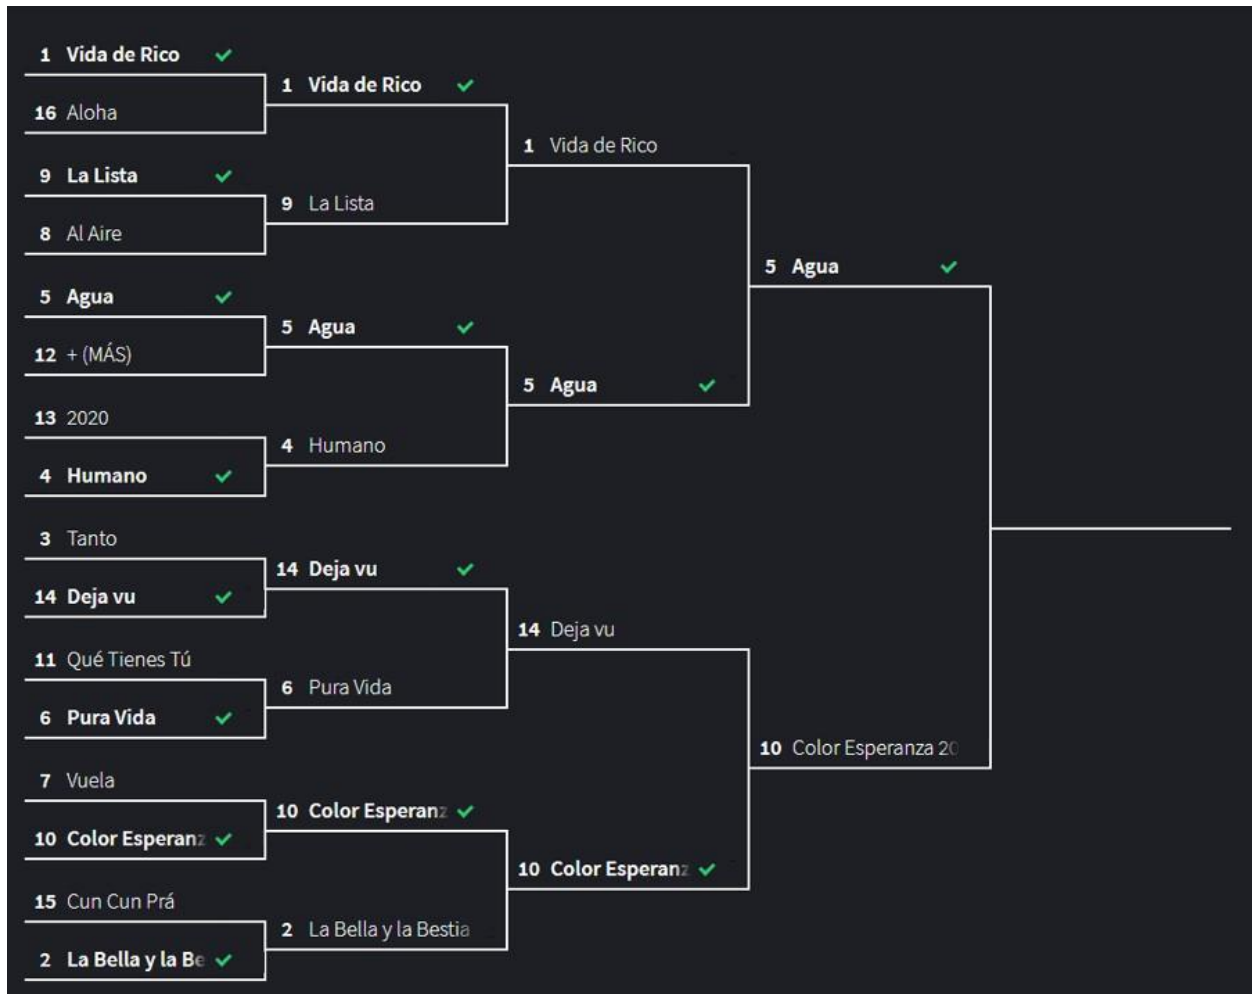 1 Vida de Rico
16 Aloha
9 La Lista
8 Al Aire
5 Agua
12 + (MÁS)
13 2020
4 Humano
3 Tanto
14 Deja vu
11 Qué Tienes Tú
6 Pura Vida
7 Vuela
10 Color Esperanz
15 Cun Cun Prá
2 La Bella y la Be
1 Vida de Rico
9 La Lista
5 Agua
4 Humano
14 Deja vu
6 Pura Vida
10 Color Esperanz
2 La Bella y la Bestia
1 Vida de Rico
5 Agua
14 Deja vu
10 Color Esperanz
5 Agua
10 Color Esperanza 20